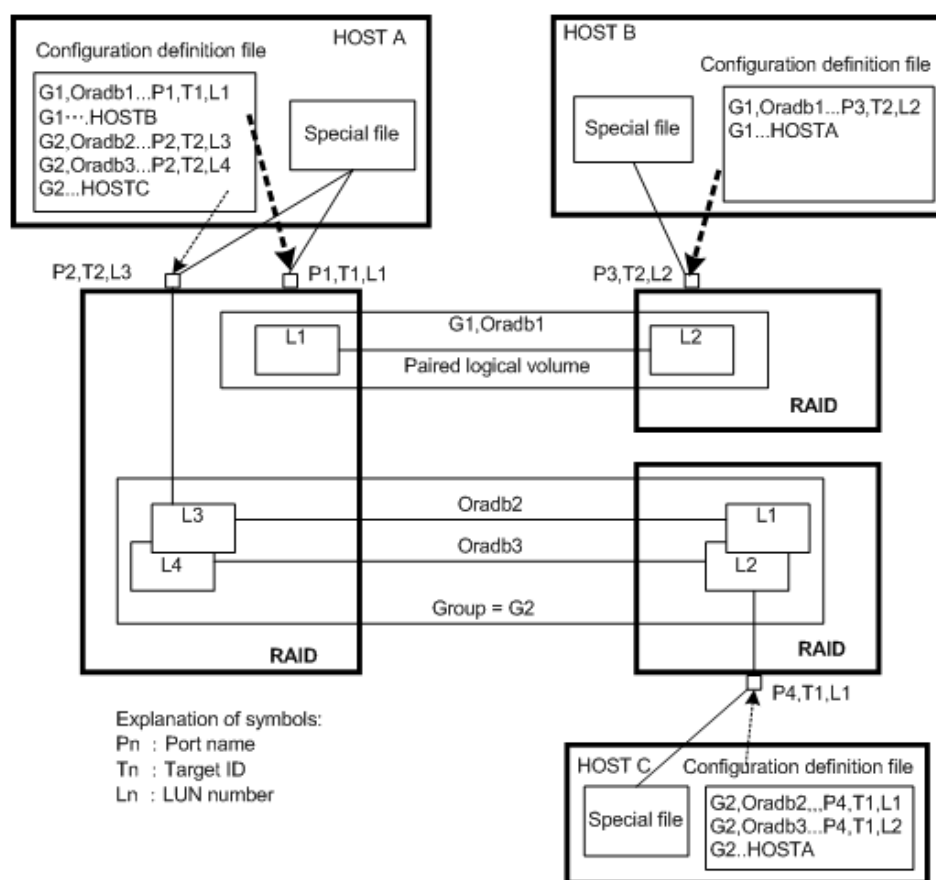 HOST A
Configuration definition file
G1,Oradb1...P1,T1,L1
G1····.HOSTB
G2,Oradb2...P2,T2,L3
G2,Oradb3...P2,T2,L4
G2...HOSTC
Special file
HOST B
Configuration definition file
Special file
G1,Oradb1...P3,T2,L2
G1...HOSTA
P2,T2,L3
P1,T1,L1
P3,T2,L2
G1,Oradb1
L1
L2
Paired logical volume
RAID
Oradb2
L3
L1
Oradb3
L4
L2
Group = G2
RAID
RAID
P4,T1,L1
Explanation of symbols:
Pn : Port name
Tn : Target ID
Ln : LUN number
HOST C
Configuration definition file
Special file
G2,Oradb2,,,P4,T1,L1
G2,Oradb3...P4,T1,L2
G2..HOSTA